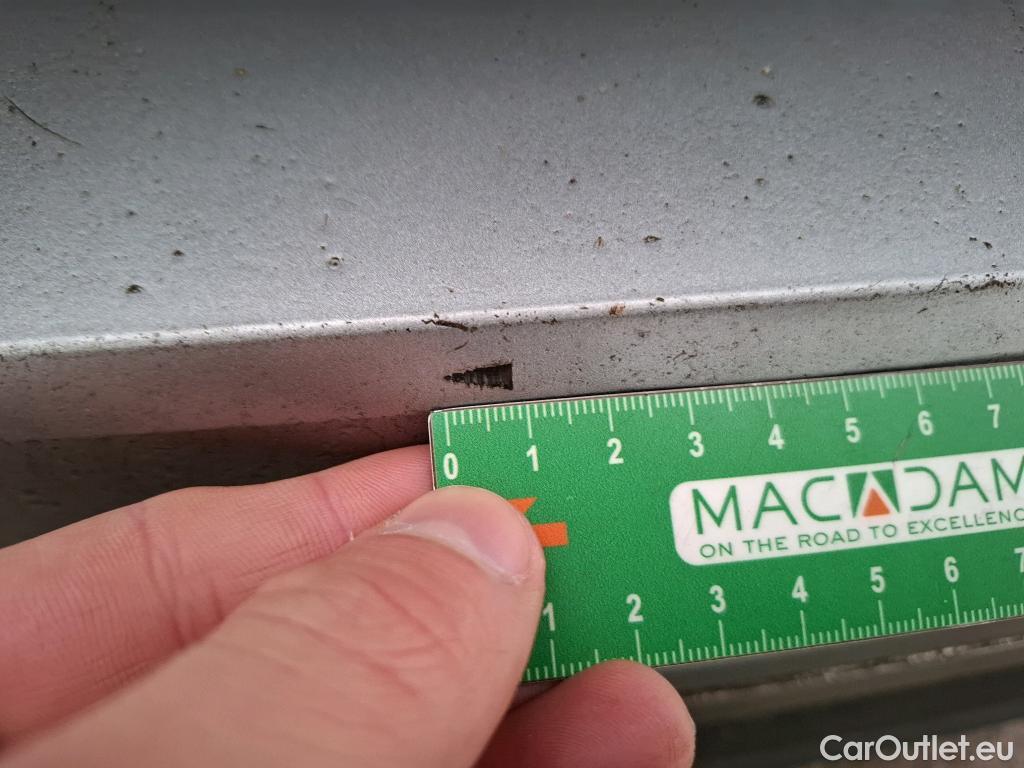 0 1 2 3 4 5 6 7
MACADAM
ON THE ROAD TO EXCELLENC
1 2 3 4 5 6 7
CarOutlet.eu